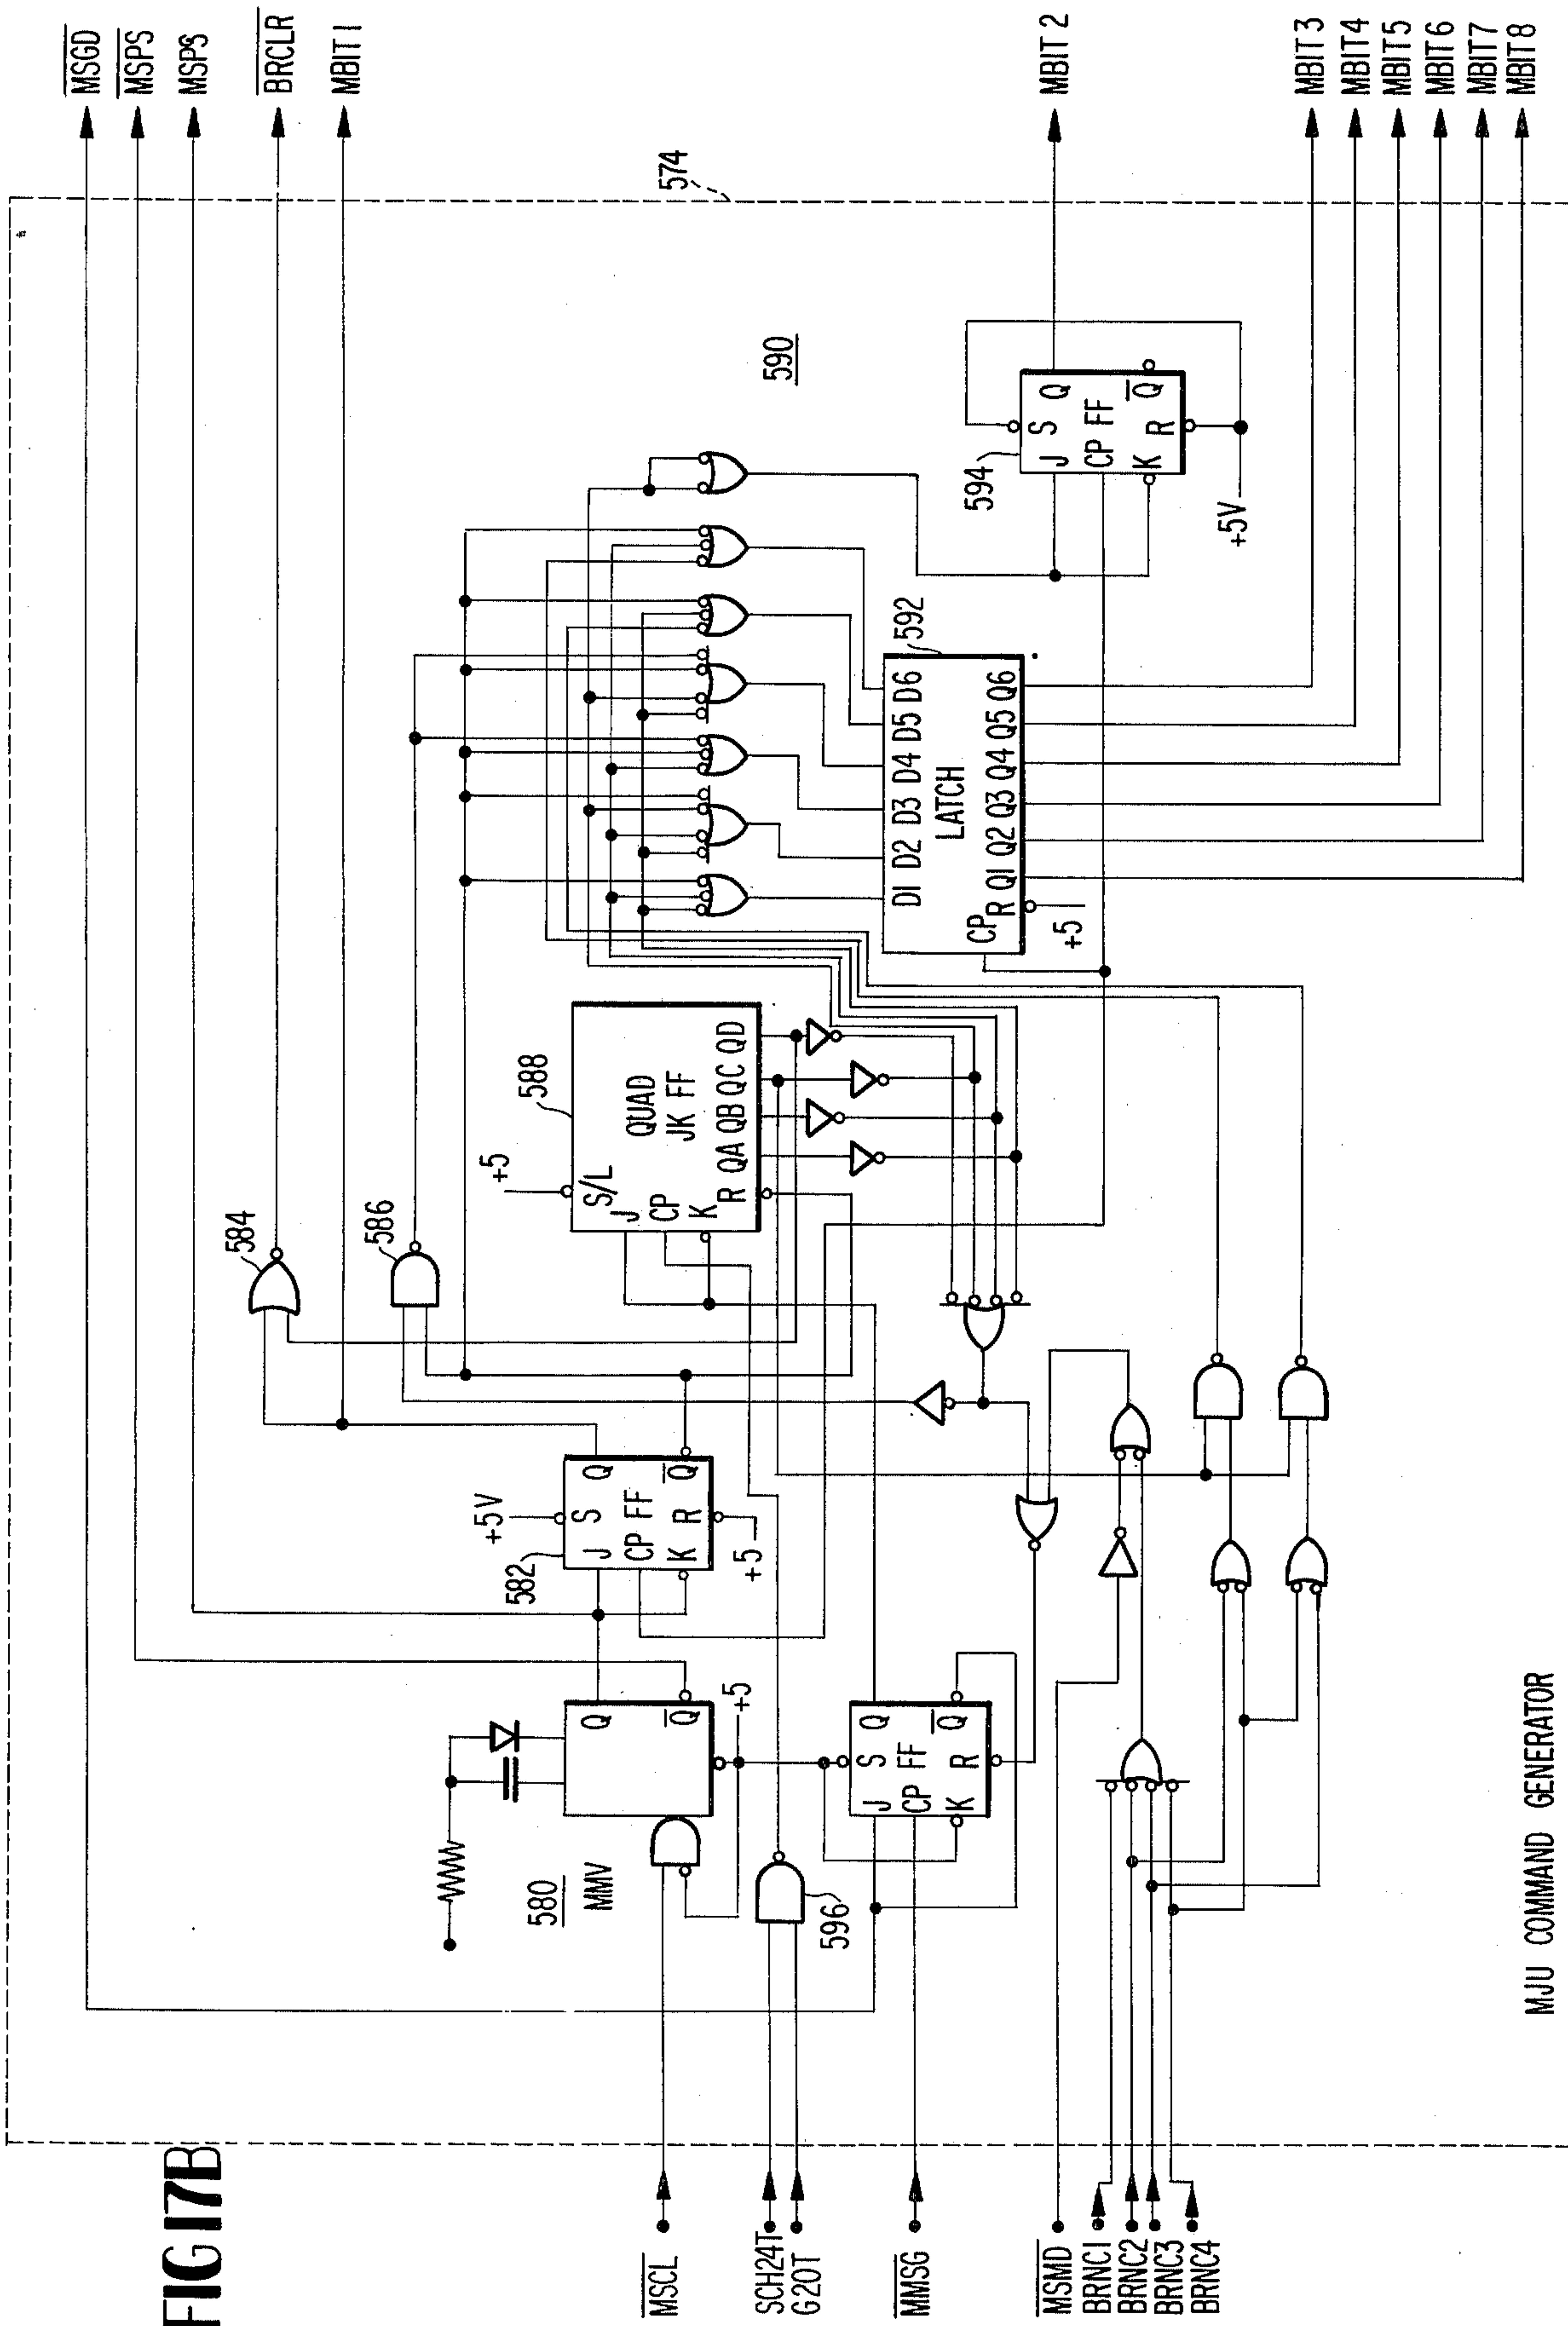 FIG 17B
MSGD
MSPS
MSPS
BRCLR
MBIT 1
MBIT 2
MBIT 3
MBIT 4
MBIT 5
MBIT 6
MBIT 7
MBIT 8
574
590
584
586
588
+5
S/L
J
CP
K
R
QUAD
JK FF
QA QB QC QD
582
+5V
S
J
CP FF
K
R
Q
Q
+5
580
MMV
Q
Q
+5
596
S
J
CP FF
K
R
Q
Q
592
D1 D2 D3 D4 D5 D6
LATCH
CP
R Q1 Q2 Q3 Q4 Q5 Q6
+5
594
S
J
CP FF
K
R
Q
Q
+5V
MSCL
SCH24T
G20T
MMSG
MSMD
BRNC1
BRNC2
BRNC3
BRNC4
MJU COMMAND GENERATOR